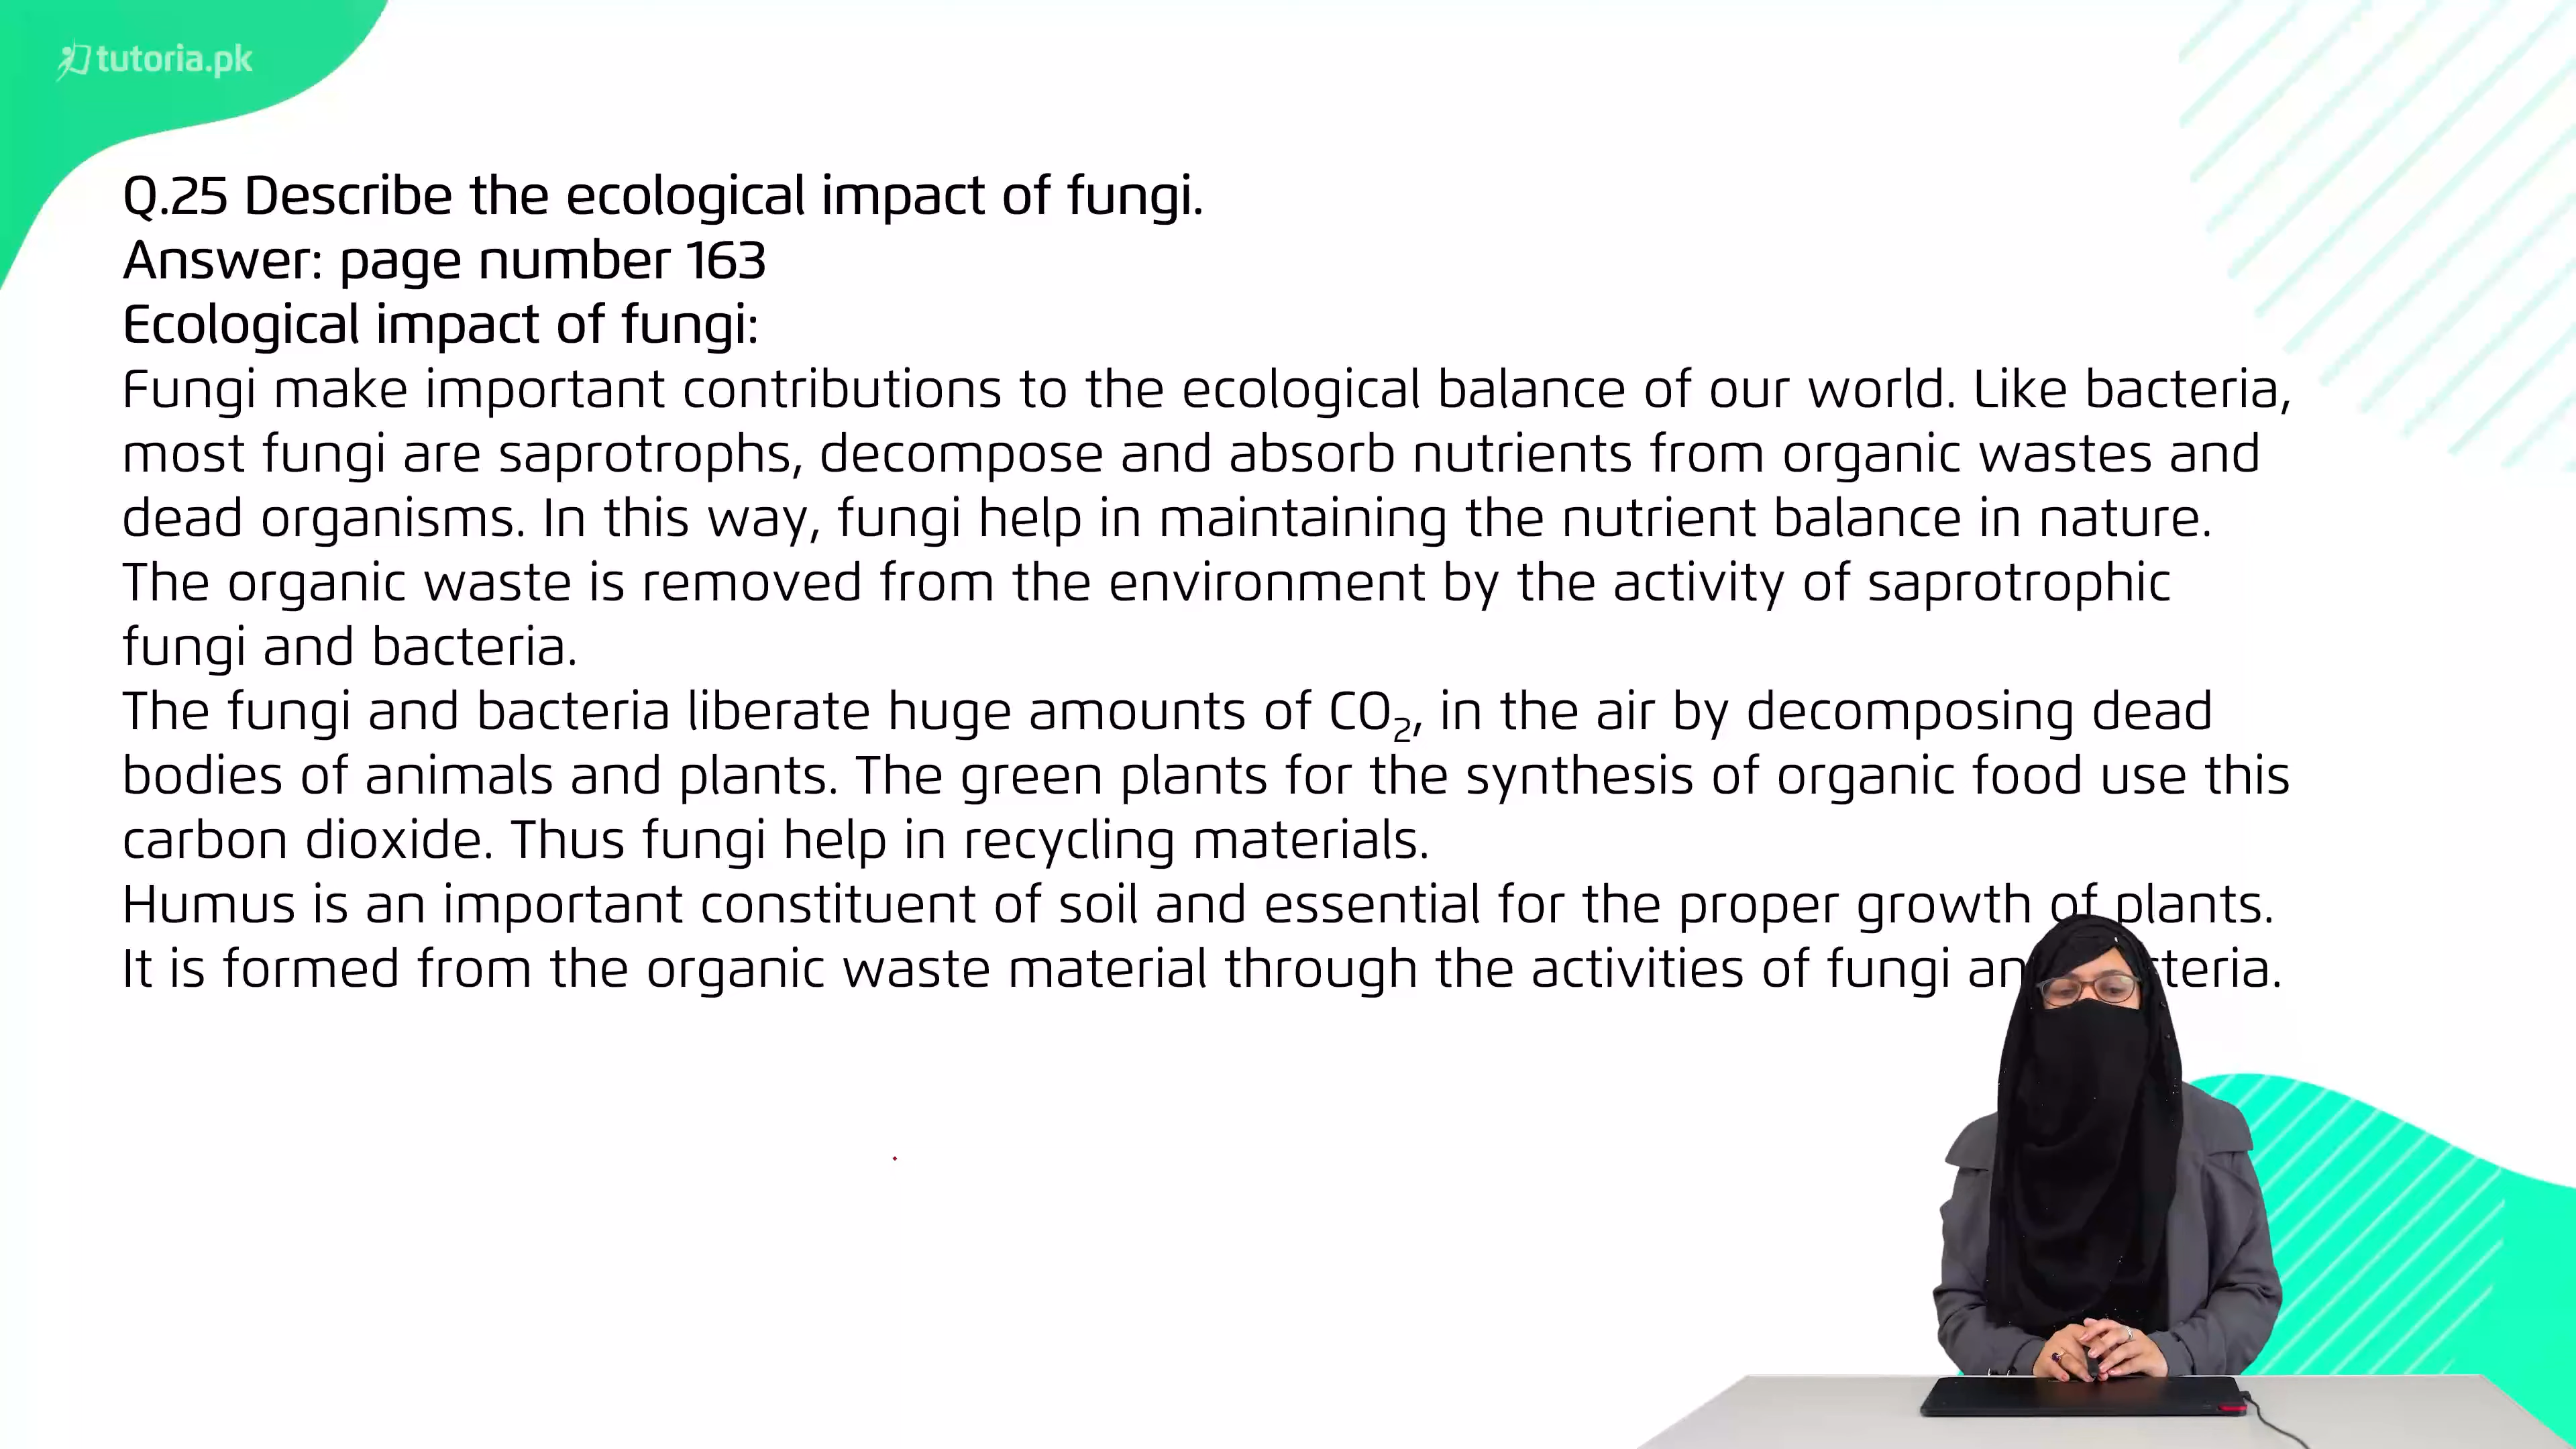 tutoria.pk
Q.25 Describe the ecological impact of fungi.
Answer: page number 163
Ecological impact of fungi:
Fungi make important contributions to the ecological balance of our world. Like bacteria,
most fungi are saprotrophs, decompose and absorb nutrients from organic wastes and
dead organisms. In this way, fungi help in maintaining the nutrient balance in nature.
The organic waste is removed from the environment by the activity of saprotrophic
fungi and bacteria.
The fungi and bacteria liberate huge amounts of CO₂, in the air by decomposing dead
bodies of animals and plants. The green plants for the synthesis of organic food use this
carbon dioxide. Thus fungi help in recycling materials.
Humus is an important constituent of soil and essential for the proper growth of plants.
It is formed from the organic waste material through the activities of fungi